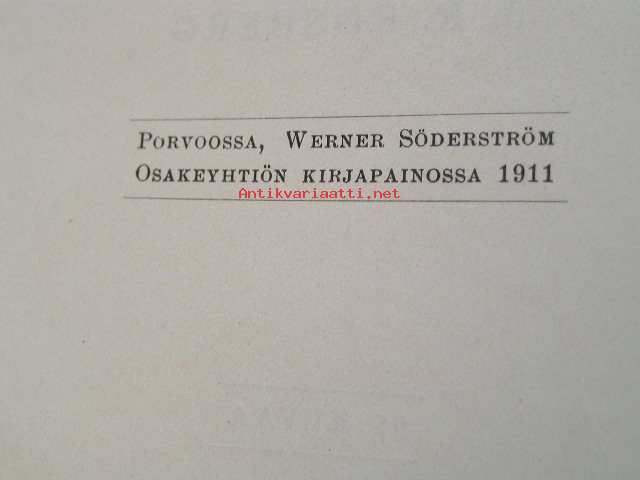 PORVOOSSA, WERNER SÖDERSTRÖM
OSAKEYHTIÖN KIRJAPAINOSSA 1911
Antikvariaatti.net